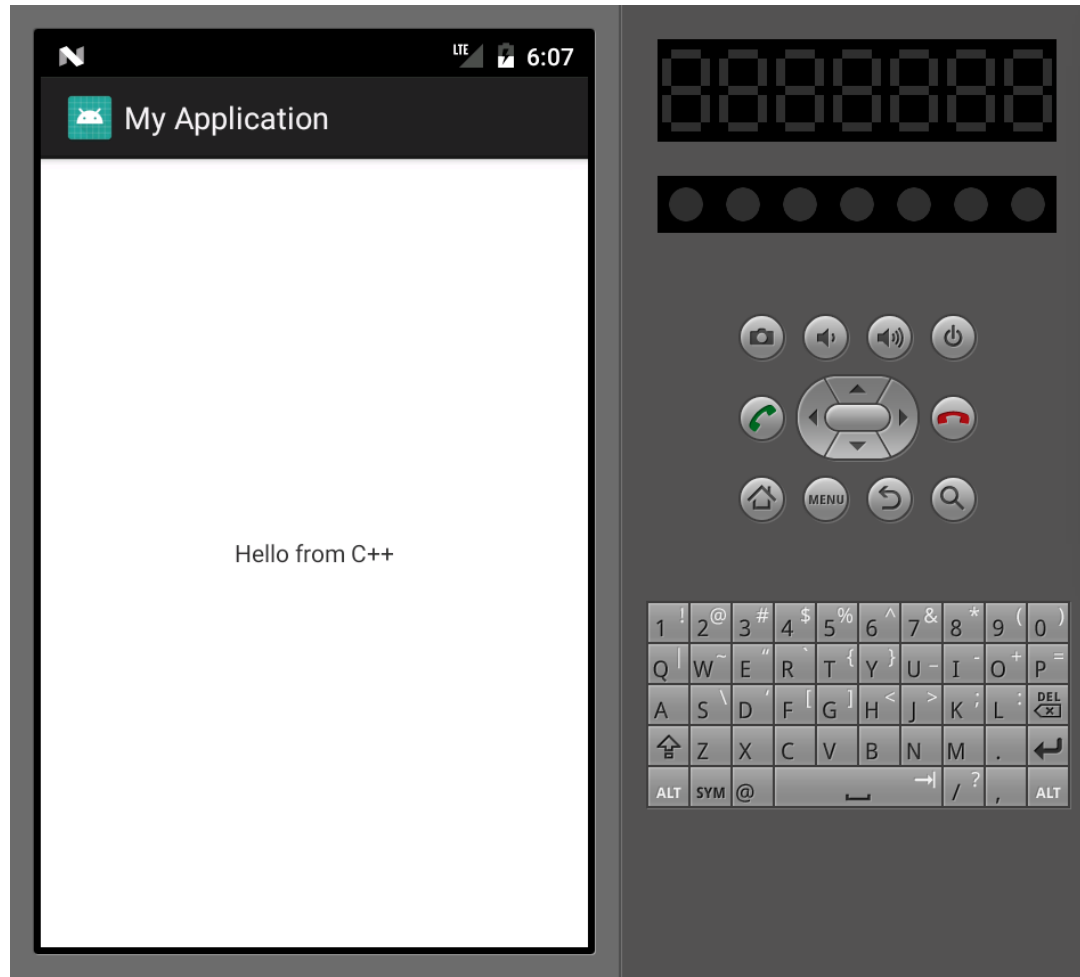 LTE 6:07
My Application
Hello from C++
MENU
1 ! 2 @ 3 # 4 $ 5 % 6 ^ 7 & 8 * 9 ( 0 )
Q | W ~ E " R ` T { Y } U _ I - O + P =
A S \ D ' F [ G ] H < J > K ; L : DEL
Z X C V B N M .
ALT SYM @ / ? , ALT